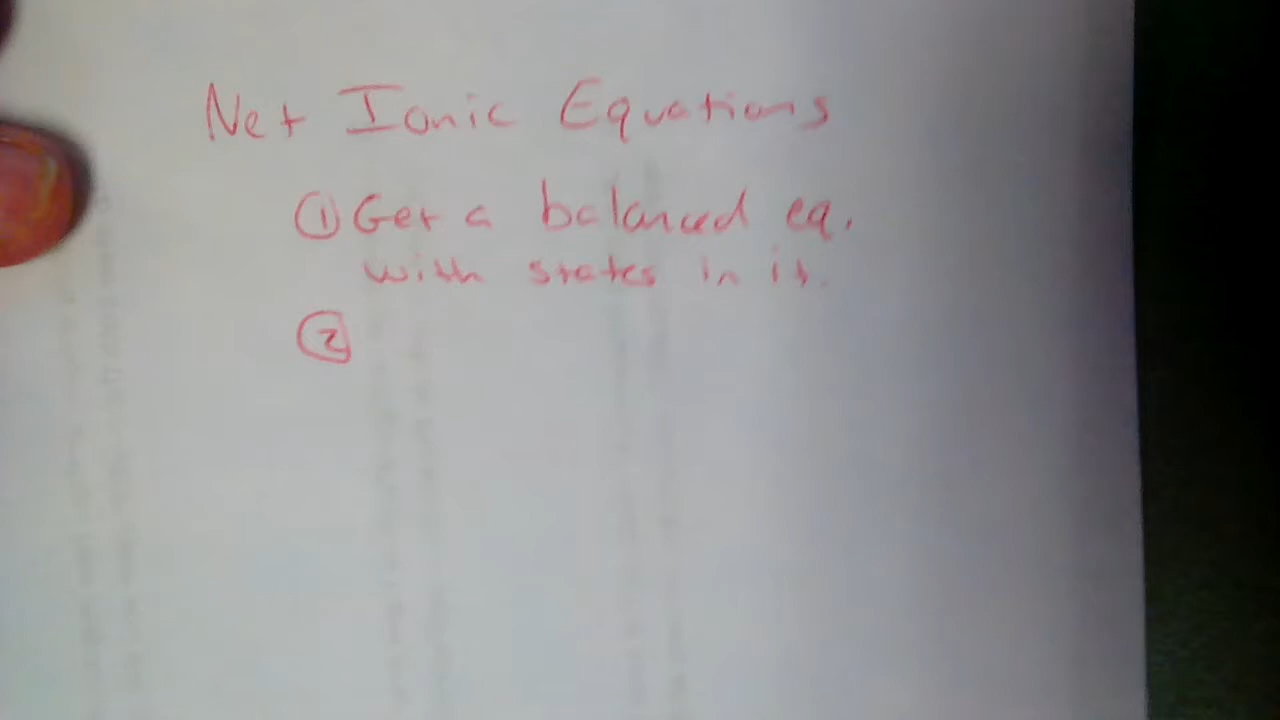 Net Ionic Equations
① Get a balanced eq.
with states in it.
②